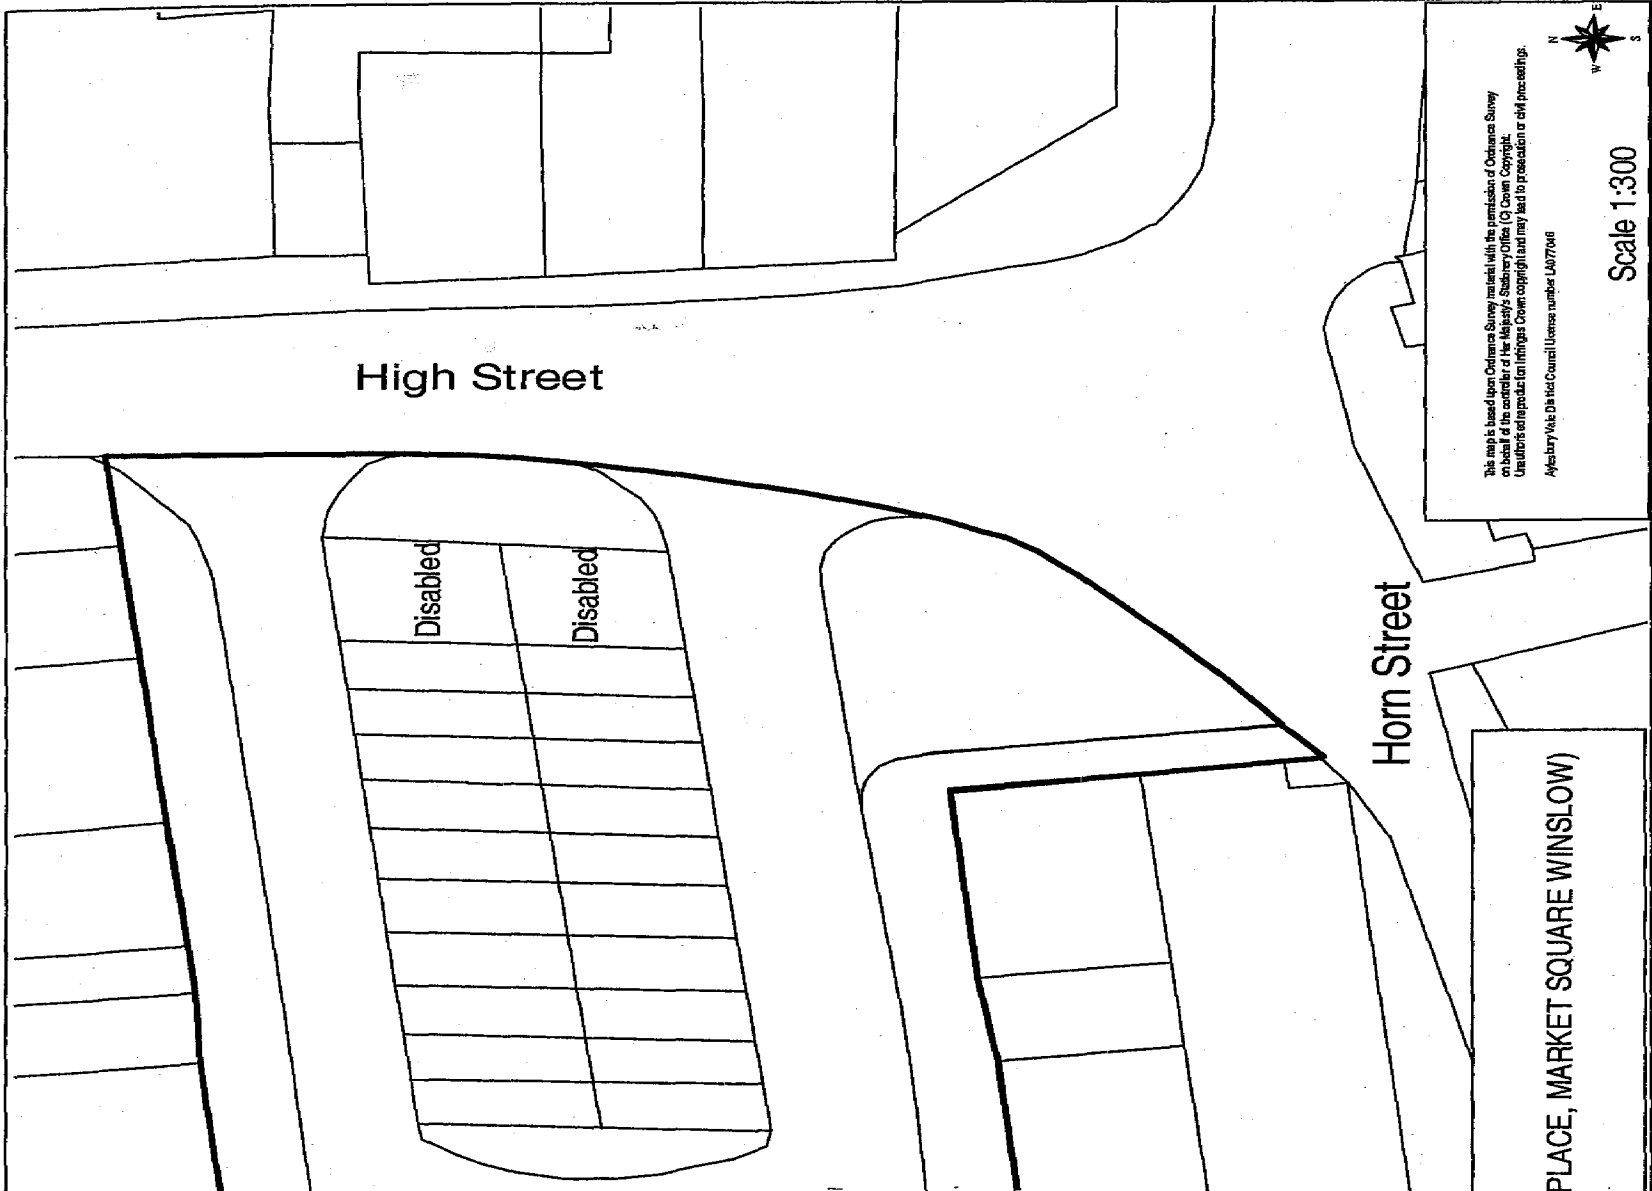 High Street
Disabled
Disabled
Horn Street
This map is based upon Ordnance Survey material with the permission of Ordnance Survey
on behalf of the controller of Her Majesty's Stationery Office (C) Crown Copyright.
Unauthorised reproduction infringes Crown copyright and may lead to prosecution or civil proceedings.
Aylesbury Vale District Council License number LA077046
N
E
S
W
Scale 1:300
PLACE, MARKET SQUARE WINSLOW)